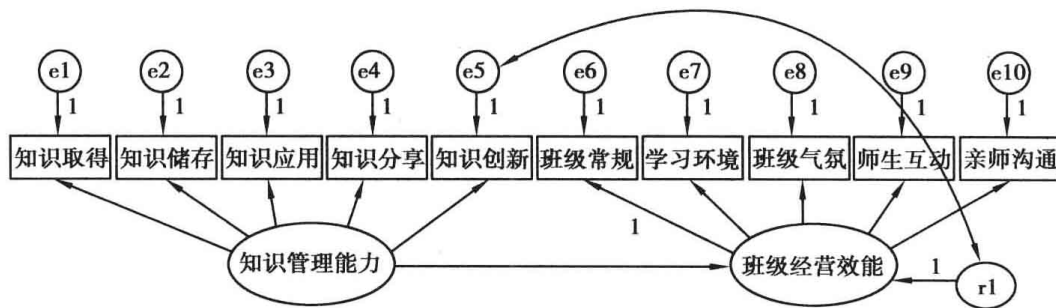 e1 e2 e3 e4 e5 e6 e7 e8 e9 e10
1 1 1 1 1 1 1 1 1 1
知识取得 知识储存 知识应用 知识分享 知识创新 班级常规 学习环境 班级气氛 师生互动 亲师沟通
1
知识管理能力 班级经营效能 1 r1